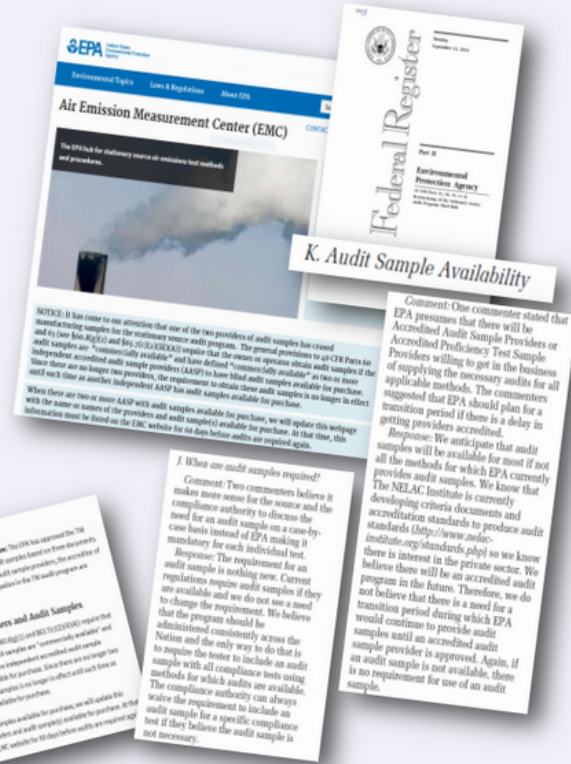 EPA United States
Environmental Protection
Agency
Environmental Topics Laws & Regulations About EPA
Air Emission Measurement Center (EMC)
The EPA hub for stationary source air emissions test methods
and procedures.
NOTICE: It has come to our attention that one of the two providers of audit samples has ceased
manufacturing samples for the stationary source audit program. The general provisions to 40 CFR Parts 60
and 63 require that the owner or operator obtain audit samples if the
audit samples are "commercially available" and have defined "commercially available" as two or more
independent accredited audit sample providers (AASP) to have blind audit samples available for purchase.
Since there are no longer two providers, the requirement to obtain these audit samples is no longer in effect
until such time as another independent AASP has audit samples available for purchase.
When there are two or more AASP with audit samples available for purchase, we will update this webpage
with the name or names of the providers and audit sample(s) available for purchase. At that time, this
information must be listed on the EMC website for 60 days before audits are required again.
Federal Register
Part II
Environmental
Protection Agency
K. Audit Sample Availability
Comment: One commenter stated that
EPA presumes that there will be
Accredited Audit Sample Providers or
Accredited Proficiency Test Sample
Providers willing to get in the business
of supplying the necessary audits for all
applicable methods. The commenters
suggested that EPA should plan for a
transition period if there is a delay in
getting providers accredited.
Response: We anticipate that audit
samples will be available for most if not
all the methods for which EPA currently
provides audit samples. We know that
The NELAC Institute is currently
developing criteria documents and
accreditation standards to produce audit
standards (http://www.nelac-
institute.org/standards.php) so we know
there is interest in the private sector. We
believe there will be an accredited audit
program in the future. Therefore, we do
not believe that there is a need for a
transition period during which EPA
would continue to provide audit
samples until an accredited audit
sample provider is approved. Again, if
an audit sample is not available, there
is no requirement for use of an audit
sample.
J. When are audit samples required?
Comment: Two commenters believe it
makes more sense for the source and the
compliance authority to discuss the
need for an audit sample on a case-by-
case basis instead of EPA making it
mandatory for each individual test.
Response: The requirement for an
audit sample is nothing new. Current
regulations require audit samples if they
are available and we do not see a need
to change the requirement. We believe
that the program should be
administered consistently across the
Nation and the only way to do that is
to require the tester to include an audit
sample with all compliance tests using
methods for which audits are available.
The compliance authority can always
waive the requirement to include an
audit sample for a specific compliance
test if they believe the audit sample is
not necessary.
The EPA has approved the TNI
samples based on three documents.
audit sample providers, the accreditor of
in the TNI audit program are
and Audit Samples